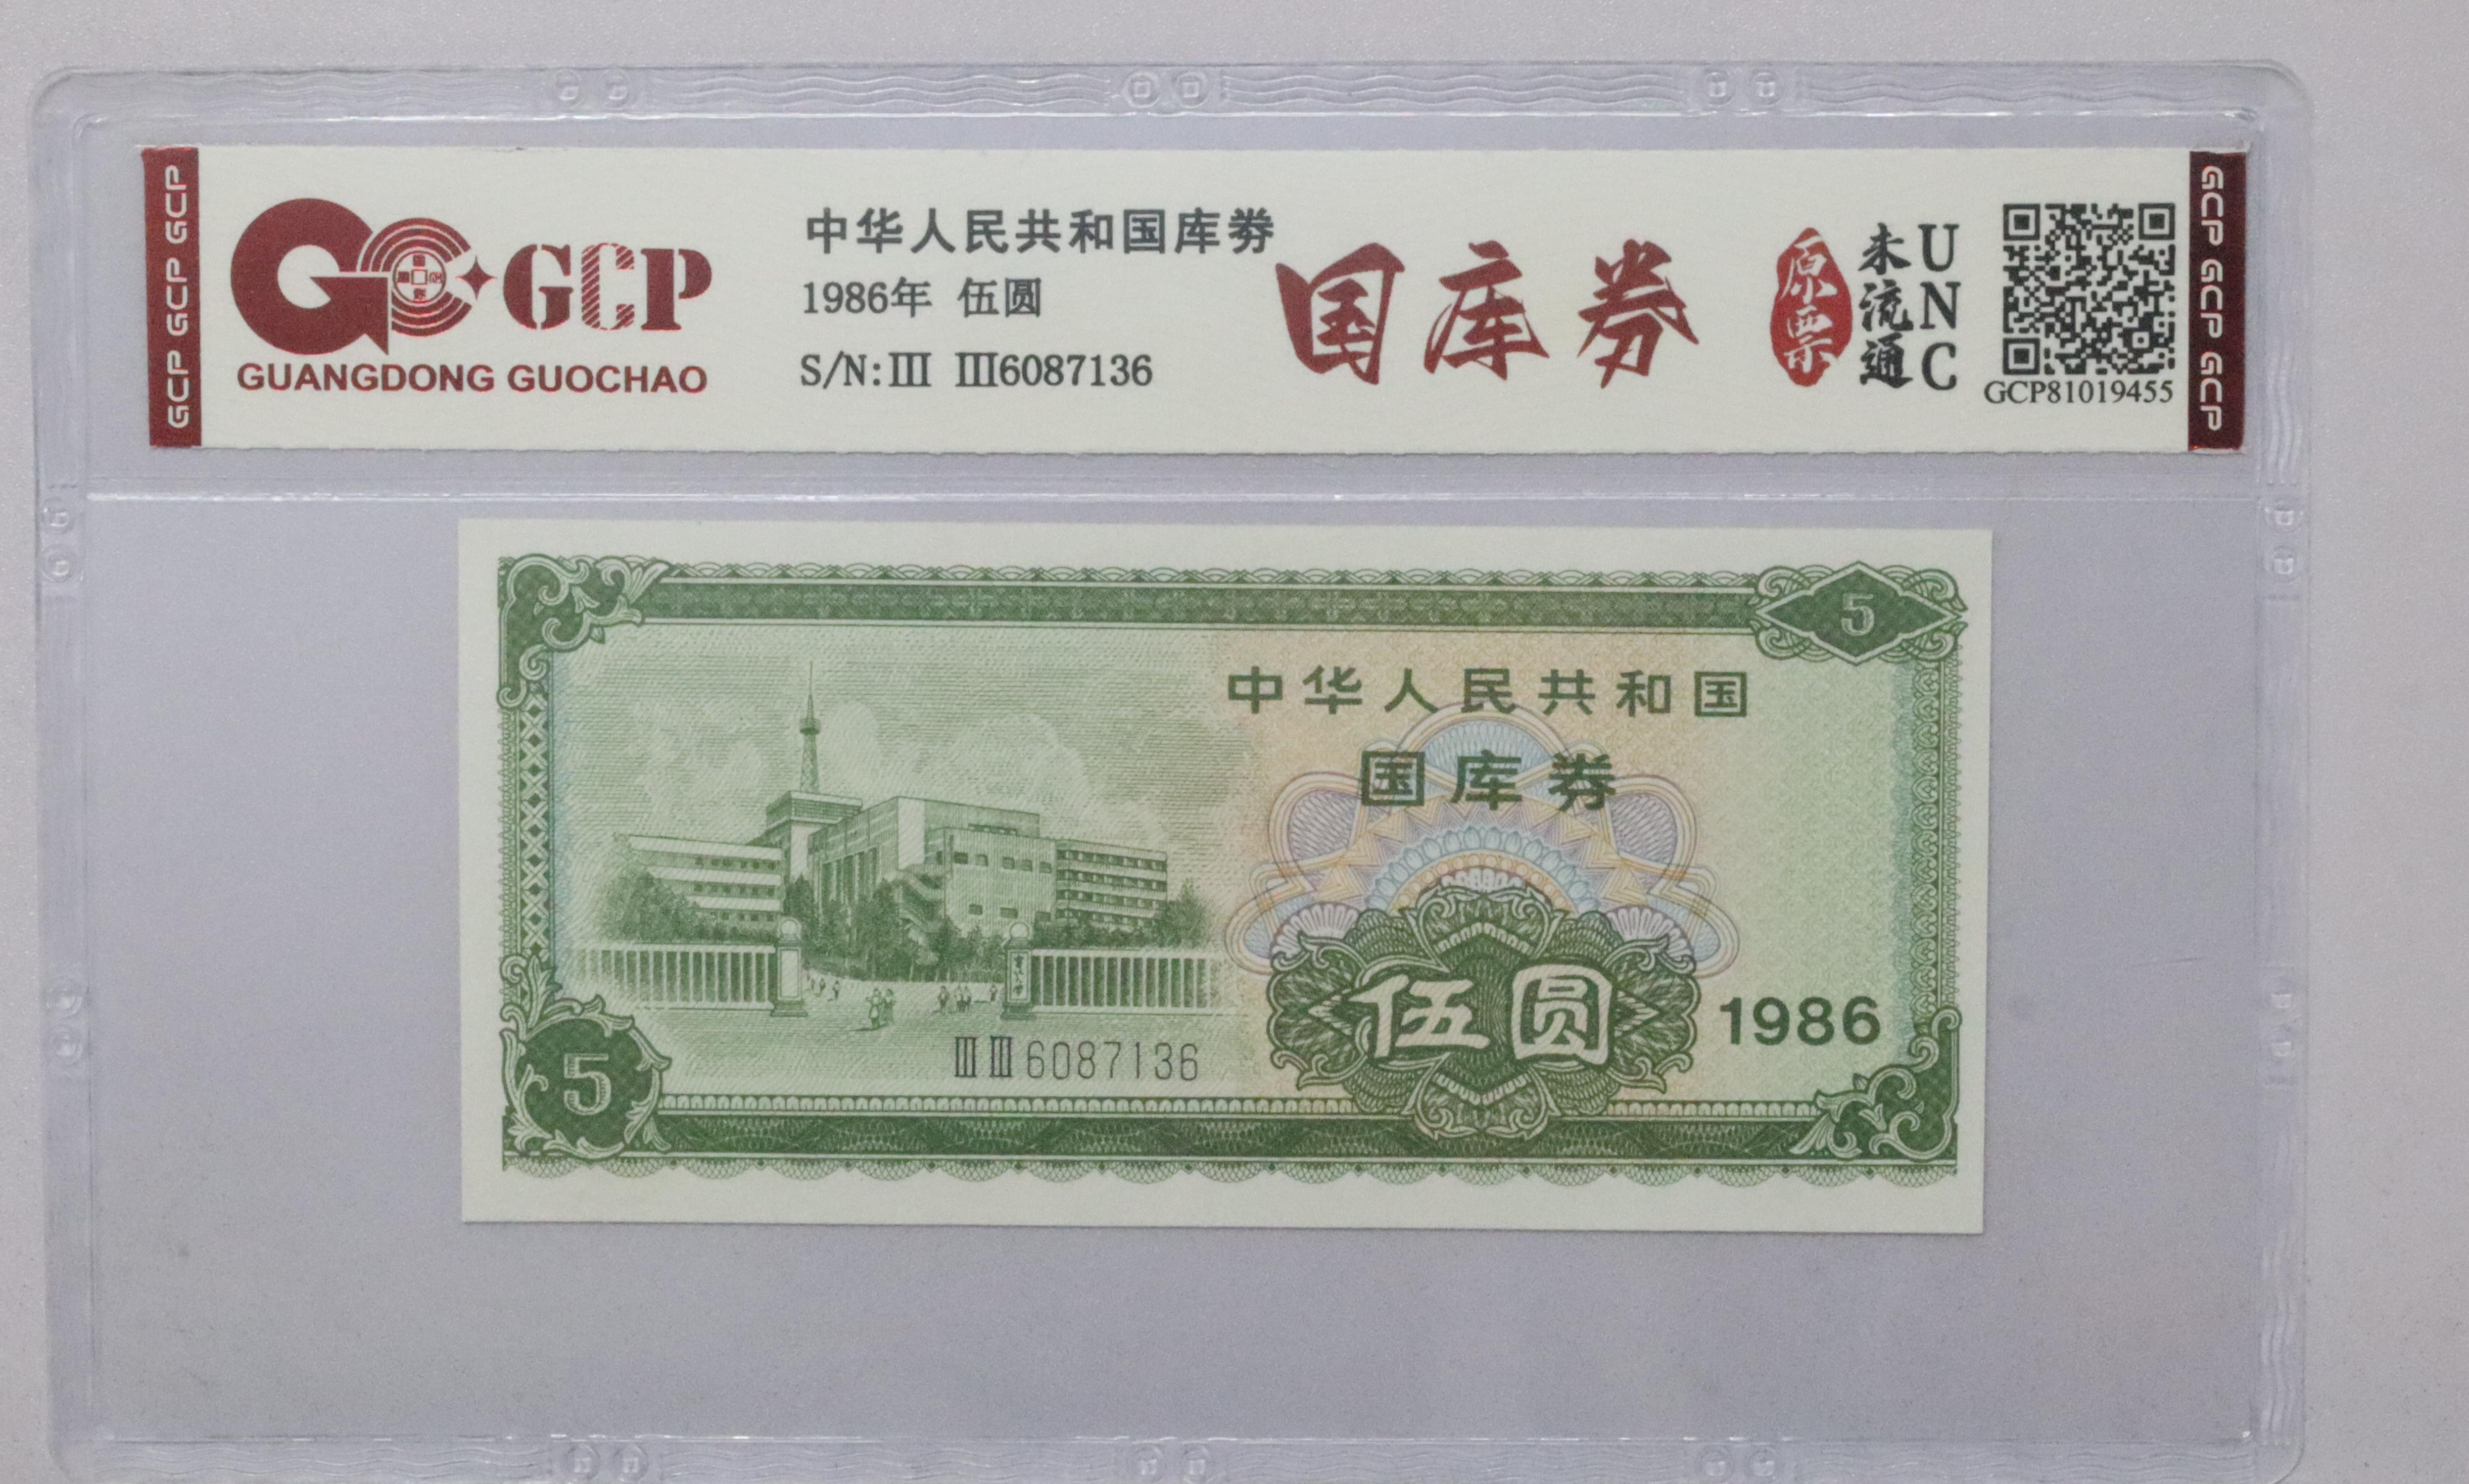 GCP GCP GCP
GCP
GUANGDONG GUOCHAO
中华人民共和国库券
1986年 伍圆
S/N:Ⅲ Ⅲ6087136
国库券
原票
未流通
UNC
GCP81019455
GCP GCP GCP
5
中华人民共和国
国库券
伍圆
1986
ⅢⅢ6087136
5